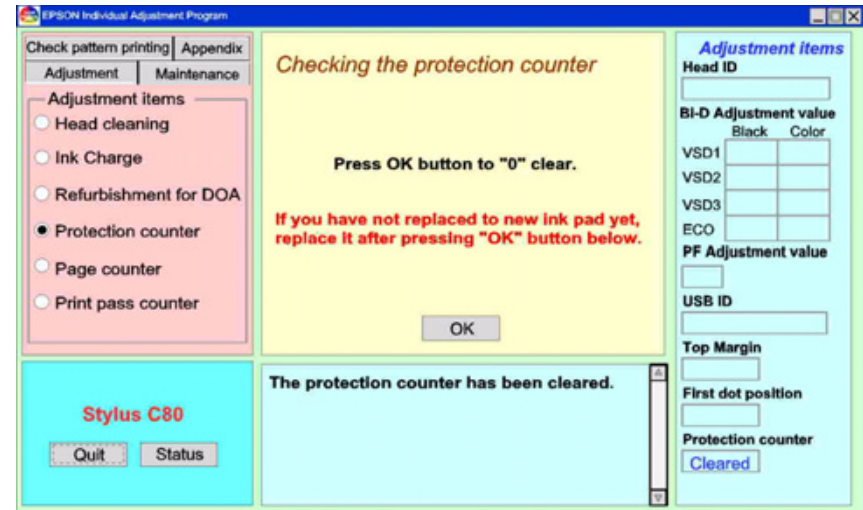 EPSON Individual Adjustment Program
Check pattern printing Appendix
Adjustment Maintenance
Adjustment items
Head cleaning
Ink Charge
Refurbishment for DOA
Protection counter
Page counter
Print pass counter
Checking the protection counter
Press OK button to "0" clear.
If you have not replaced to new ink pad yet,
replace it after pressing "OK" button below.
OK
Stylus C80
Quit Status
The protection counter has been cleared.
Adjustment items
Head ID
BI-D Adjustment value
Black Color
VSD1
VSD2
VSD3
ECO
PF Adjustment value
USB ID
Top Margin
First dot position
Protection counter
Cleared